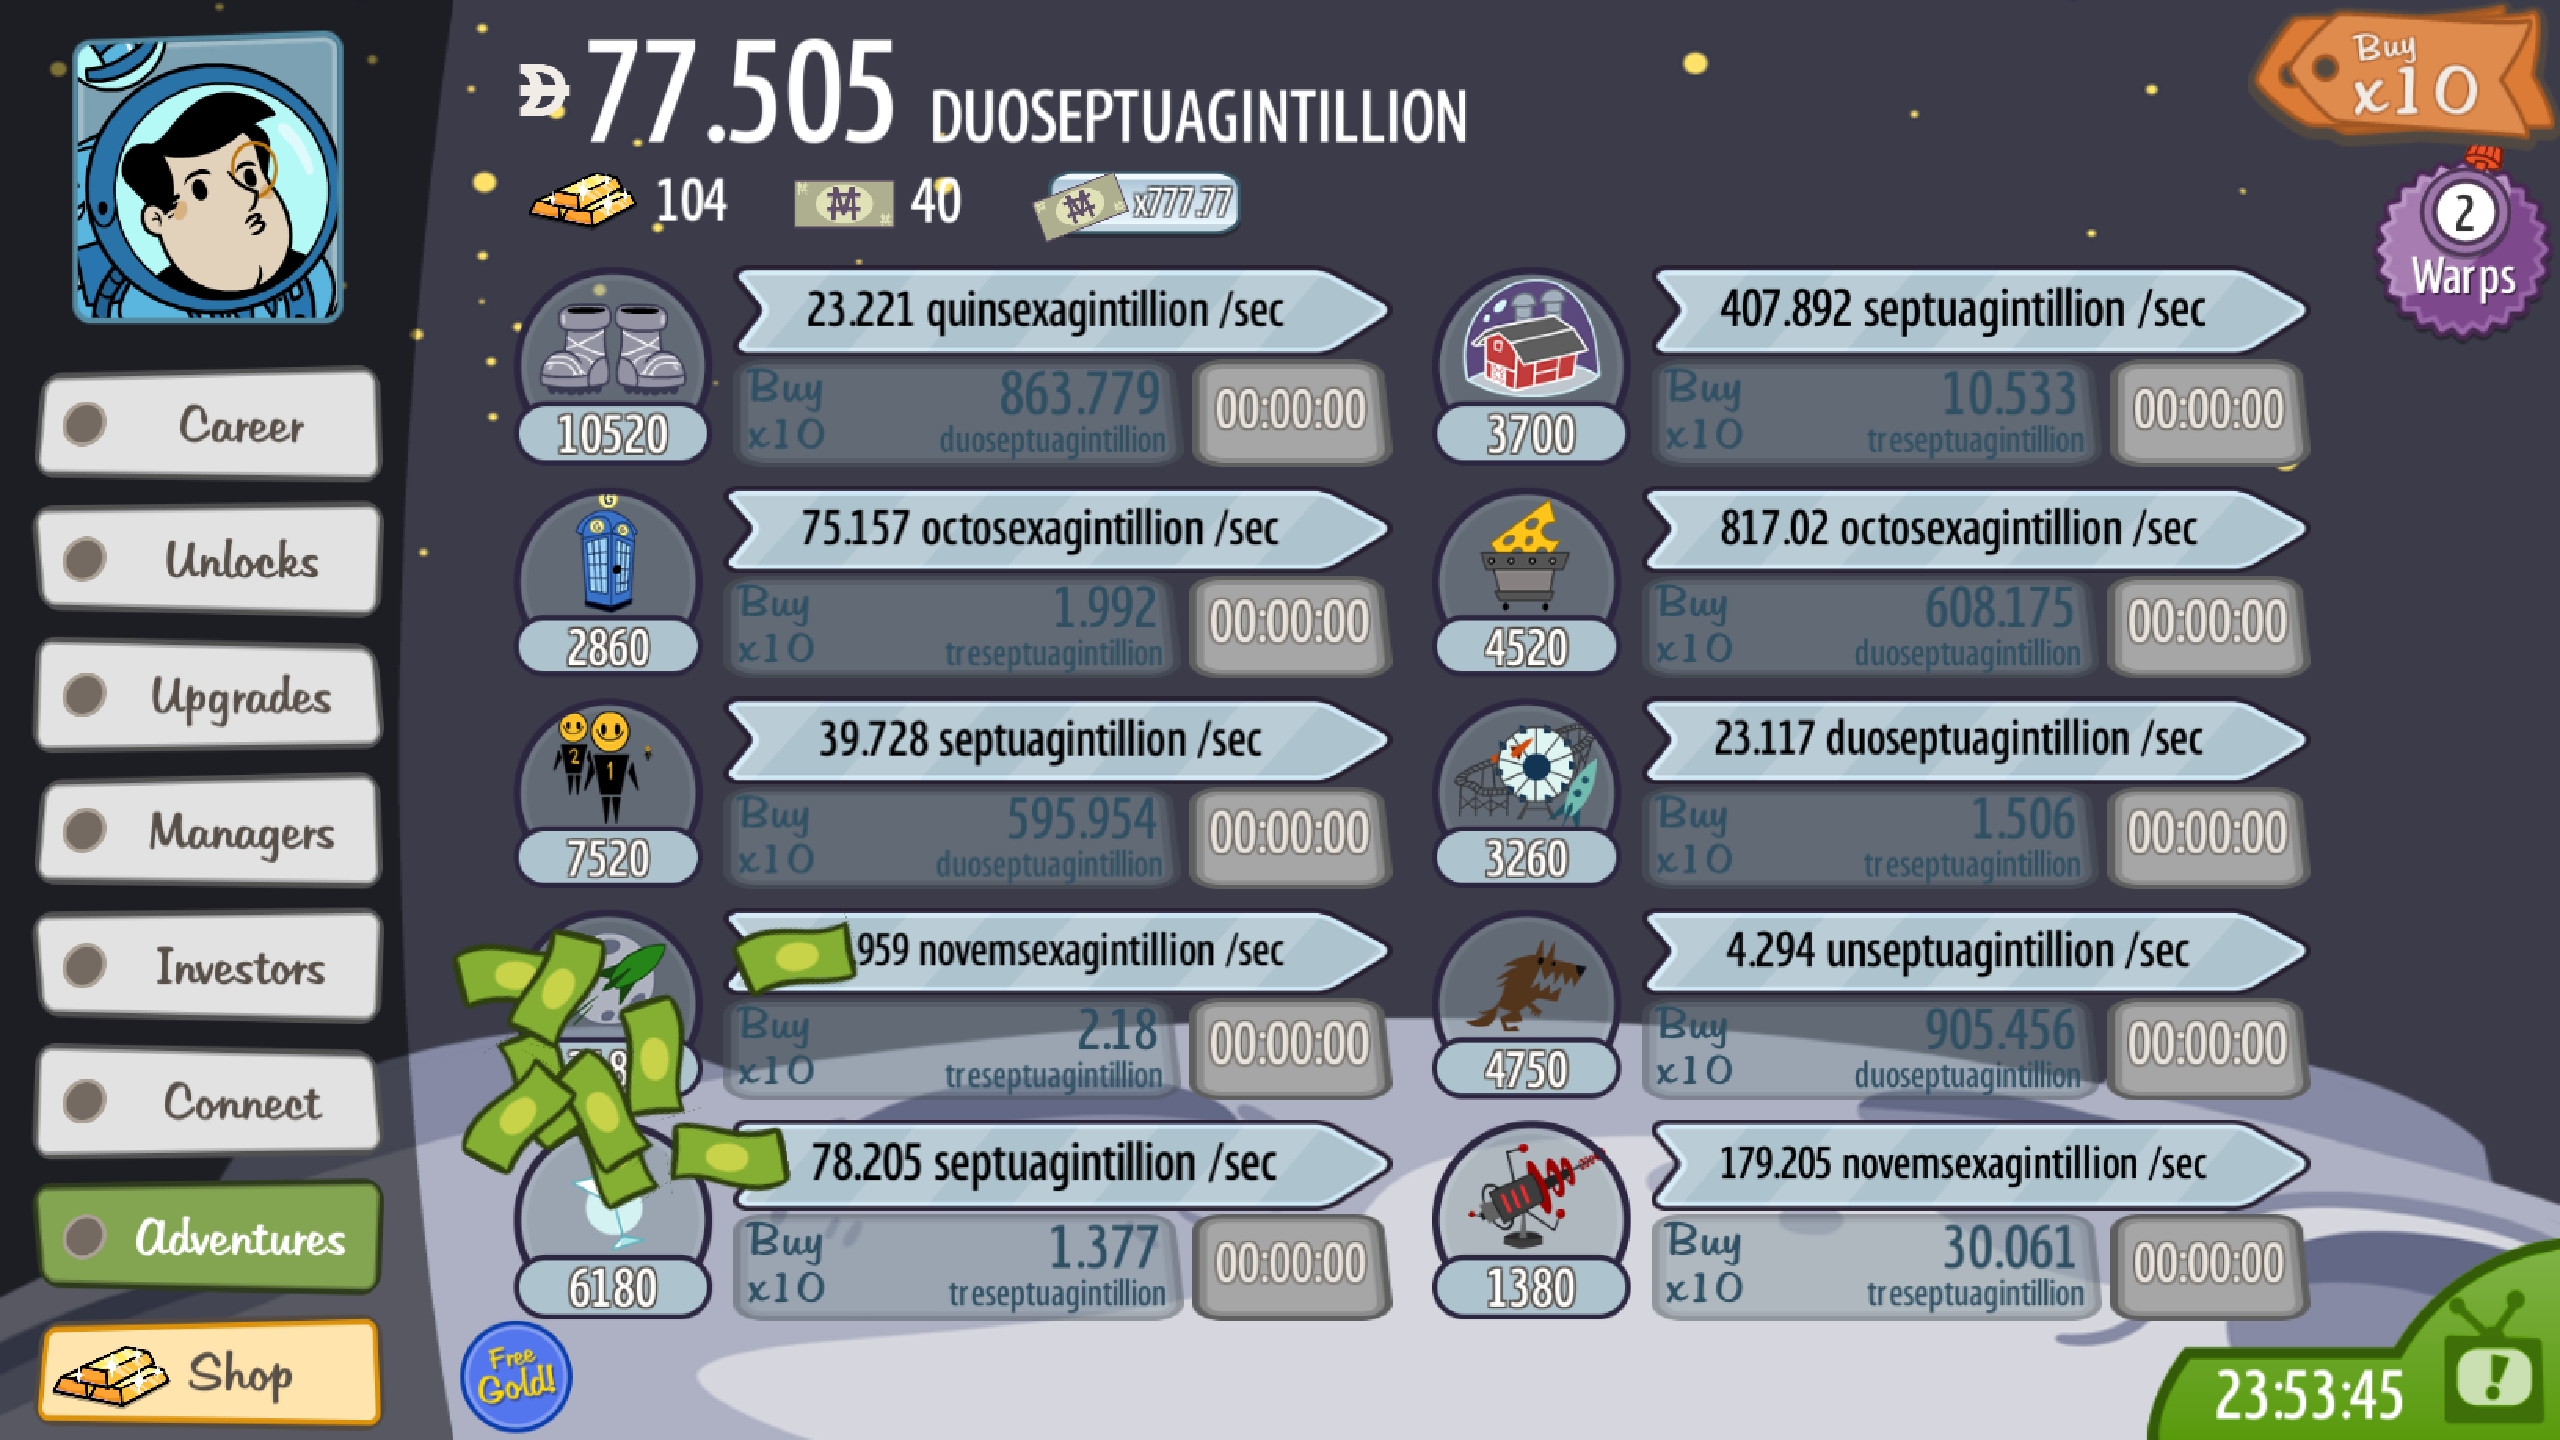 77.505 DUOSEPTUAGINTILLION
104 40 x777.77
Buy
x10
2
Warps
Career
Unlocks
Upgrades
Managers
Investors
Connect
Adventures
Shop
23.221 quinsexagintillion /sec
10520
Buy x10
863.779
duoseptuagintillion
00:00:00
407.892 septuagintillion /sec
3700
Buy x10
10.533
treseptuagintillion
00:00:00
75.157 octosexagintillion /sec
2860
Buy x10
1.992
treseptuagintillion
00:00:00
817.02 octosexagintillion /sec
4520
Buy x10
608.175
duoseptuagintillion
00:00:00
39.728 septuagintillion /sec
2
1
7520
Buy x10
595.954
duoseptuagintillion
00:00:00
23.117 duoseptuagintillion /sec
3260
Buy x10
1.506
treseptuagintillion
00:00:00
959 novemsexagintillion /sec
Buy x10
2.18
treseptuagintillion
00:00:00
4.294 unseptuagintillion /sec
4750
Buy x10
905.456
duoseptuagintillion
00:00:00
78.205 septuagintillion /sec
6180
Buy x10
1.377
treseptuagintillion
00:00:00
179.205 novemsexagintillion /sec
1380
Buy x10
30.061
treseptuagintillion
00:00:00
Free
Gold!
23:53:45
!